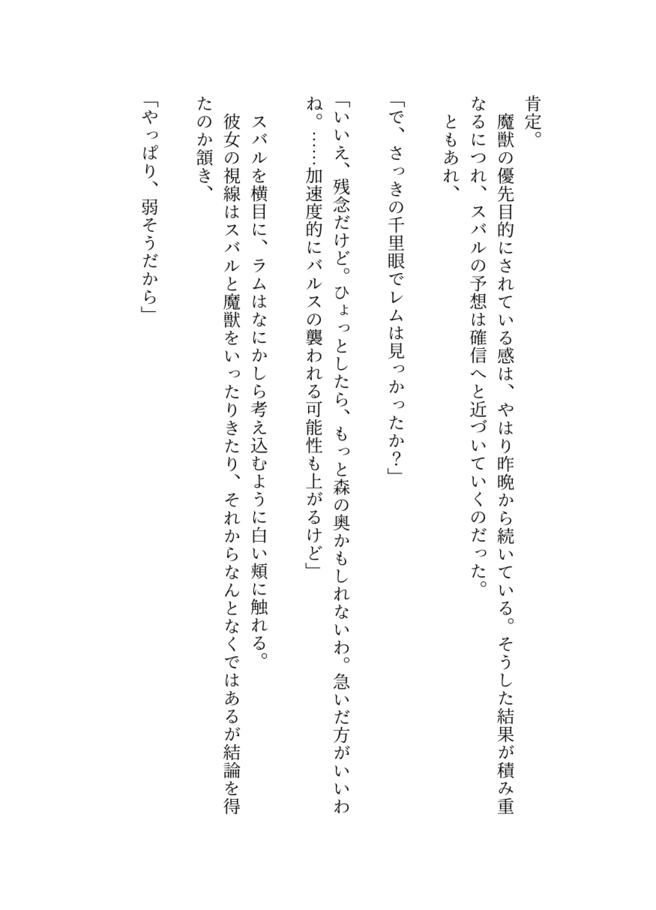 肯定。
　魔獣の優先目的にされている感は、やはり昨晩から続いている。そうした結果が積み重
なるにつれ、スバルの予想は確信へと近づいていくのだった。
　ともあれ、
「で、さっきの千里眼でレムは見っかったか？」
「いいえ、残念だけど。ひょっとしたら、もっと森の奥かもしれないわ。急いだ方がいいわ
ね。……加速度的にバルスの襲われる可能性も上がるけど」
　スバルを横目に、ラムはなにかしら考え込むように白い頬に触れる。
　彼女の視線はスバルと魔獣をいったりきたり、それからなんとなくではあるが結論を得
たのか頷き、
「やっぱり、弱そうだから」